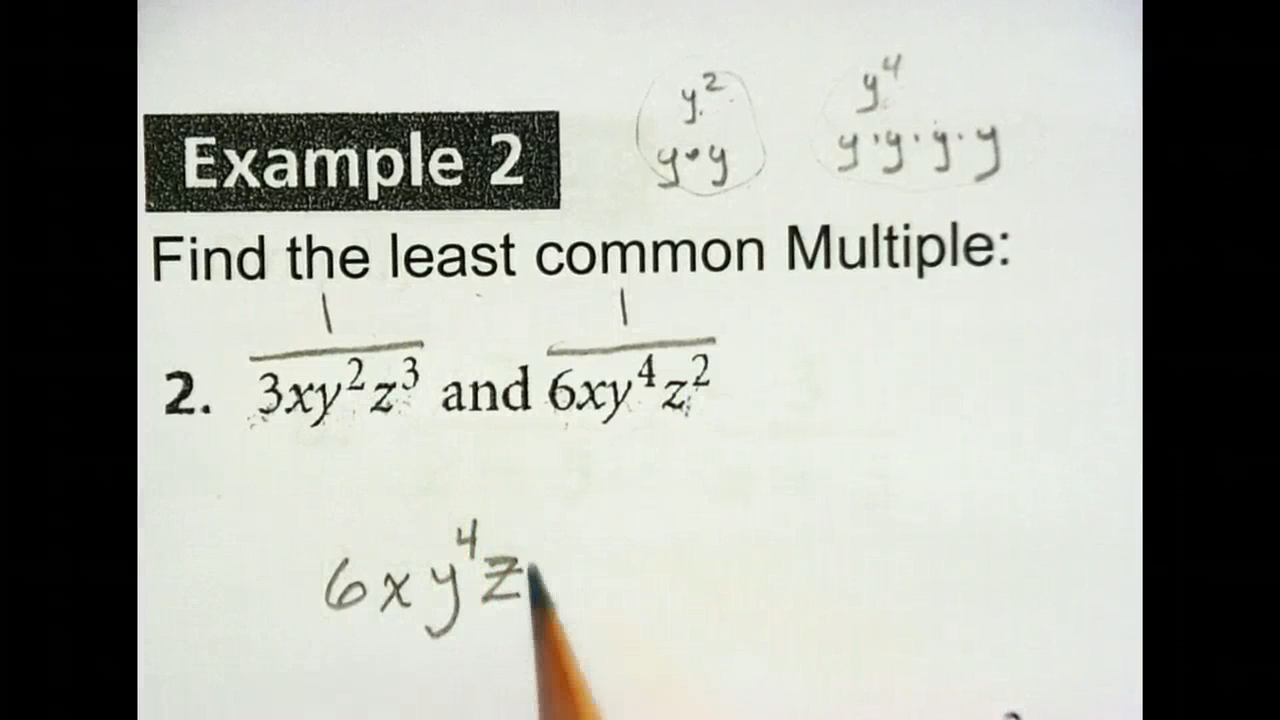 y² y⁴
y·y y·y·y·y
Example 2
Find the least common Multiple:
1 1
2. 3xy²z³ and 6xy⁴z²
6xy⁴z